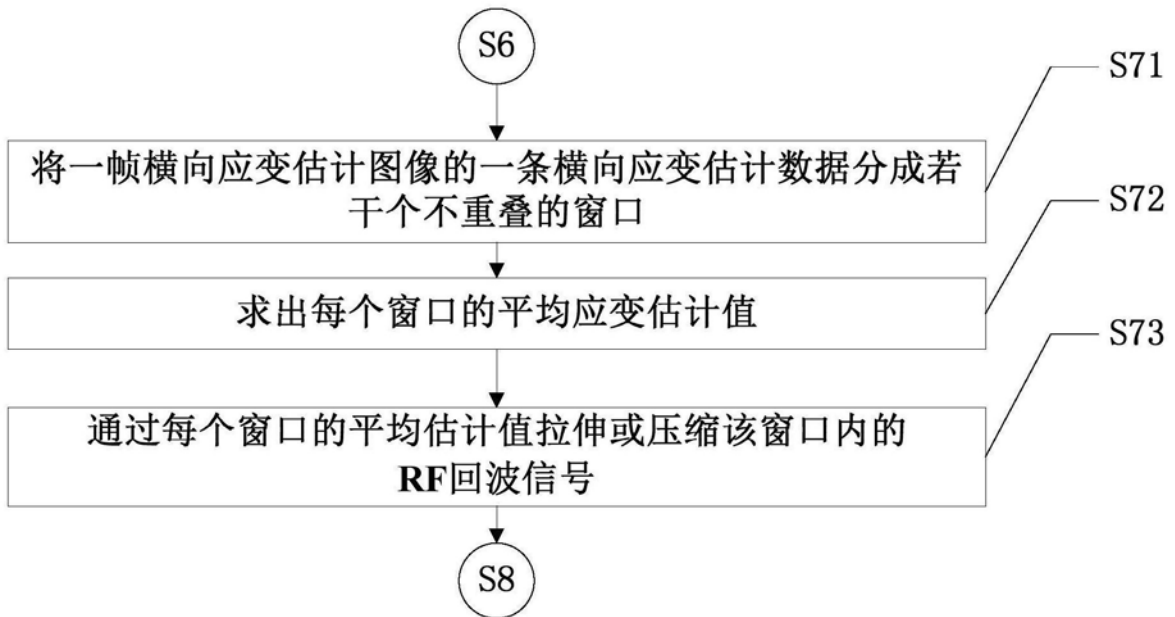 S6
S71
将一帧横向应变估计图像的一条横向应变估计数据分成若
干个不重叠的窗口
S72
求出每个窗口的平均应变估计值
S73
通过每个窗口的平均估计值拉伸或压缩该窗口内的
RF回波信号
S8